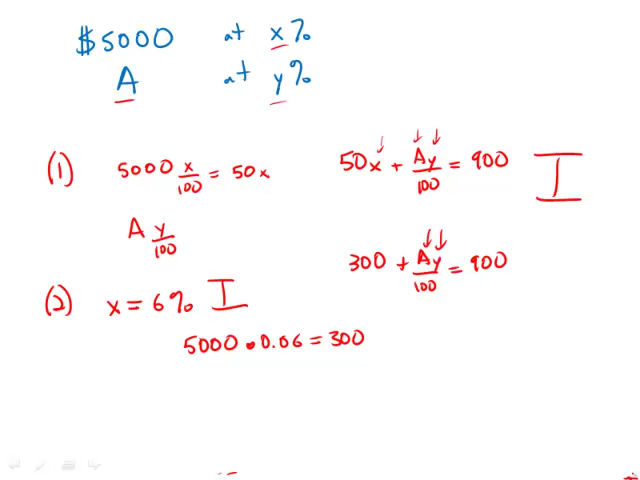 $5000 at x%
A at y%
(1) 5000 x/100 = 50x
50x + Ay/100 = 900 I
A y/100
300 + Ay/100 = 900
(2) x = 6% I
5000 • 0.06 = 300